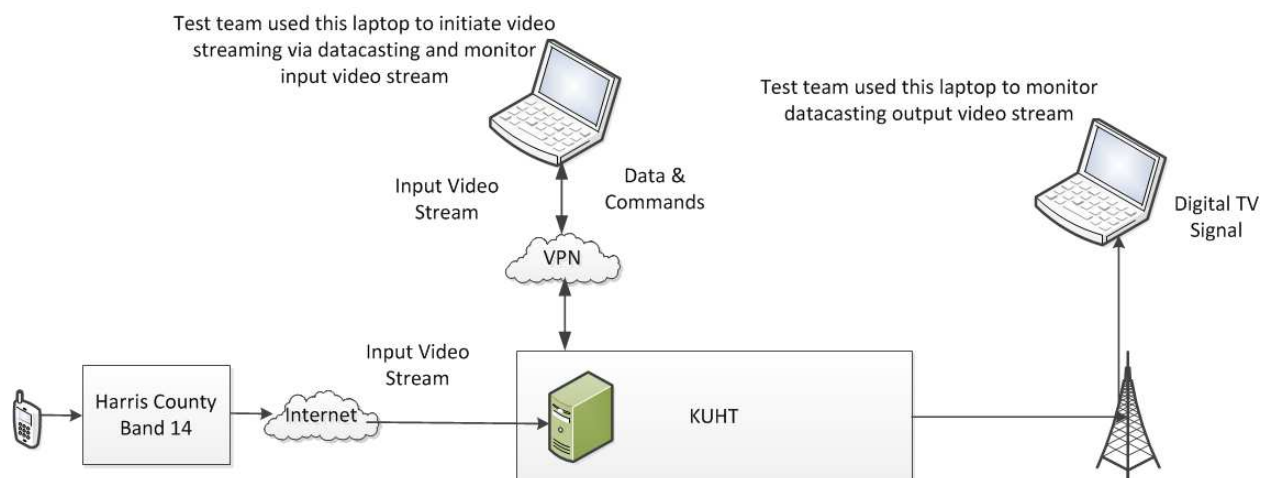 Test team used this laptop to initiate video
streaming via datacasting and monitor
input video stream
Test team used this laptop to monitor
datacasting output video stream
Input Video
Stream
Data &
Commands
Digital TV
Signal
VPN
Input Video
Stream
Harris County
Band 14
Internet
KUHT